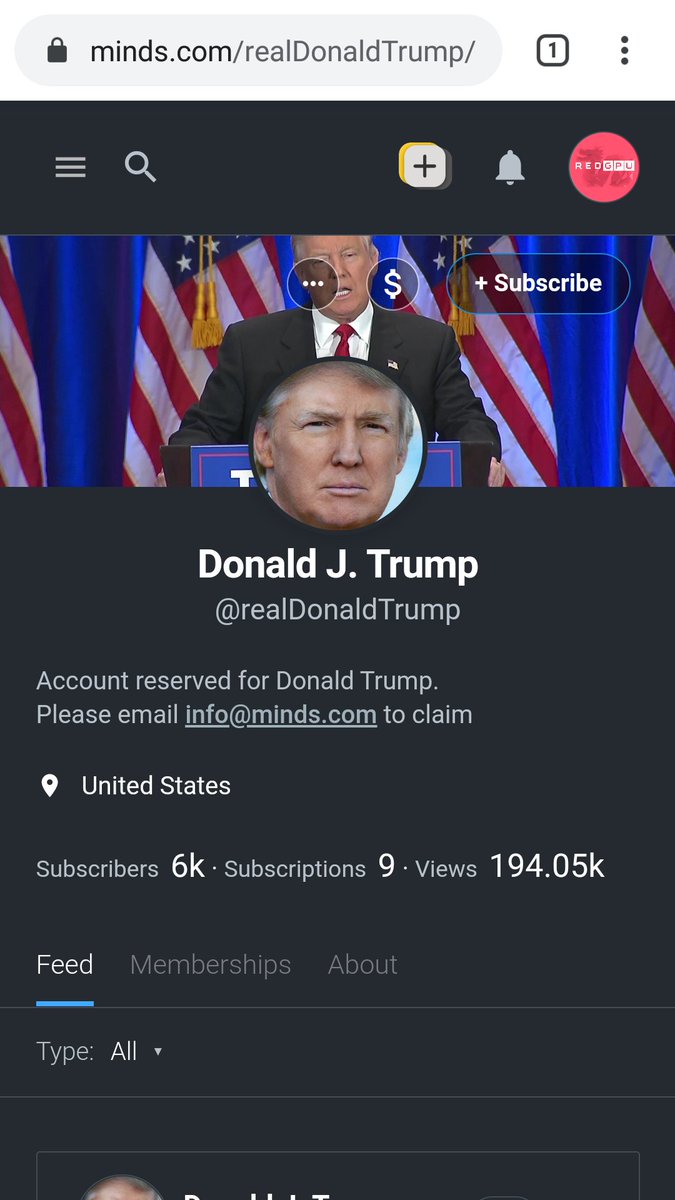 minds.com/realDonaldTrump/
1
REDGPU
+ Subscribe
T
Donald J. Trump
@realDonaldTrump
Account reserved for Donald Trump.
Please email info@minds.com to claim
United States
Subscribers 6k · Subscriptions 9 · Views 194.05k
Feed Memberships About
Type: All